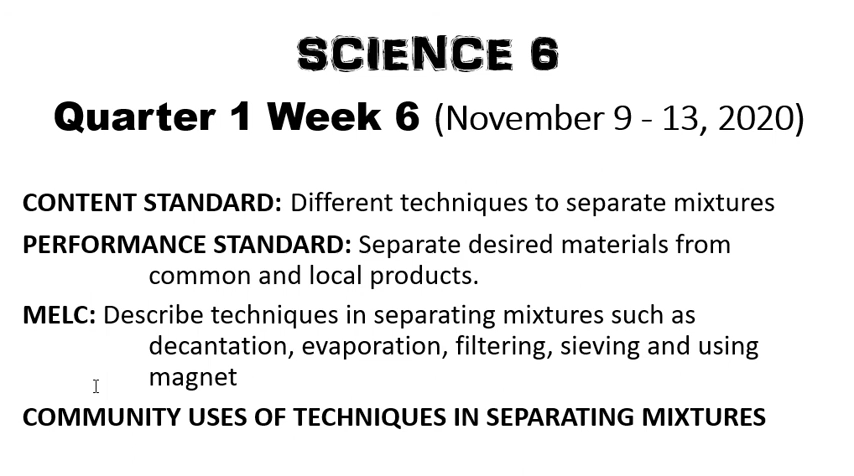 SCIENCE 6
Quarter 1 Week 6 (November 9 - 13, 2020)
CONTENT STANDARD: Different techniques to separate mixtures
PERFORMANCE STANDARD: Separate desired materials from
common and local products.
MELC: Describe techniques in separating mixtures such as
decantation, evaporation, filtering, sieving and using
magnet
COMMUNITY USES OF TECHNIQUES IN SEPARATING MIXTURES